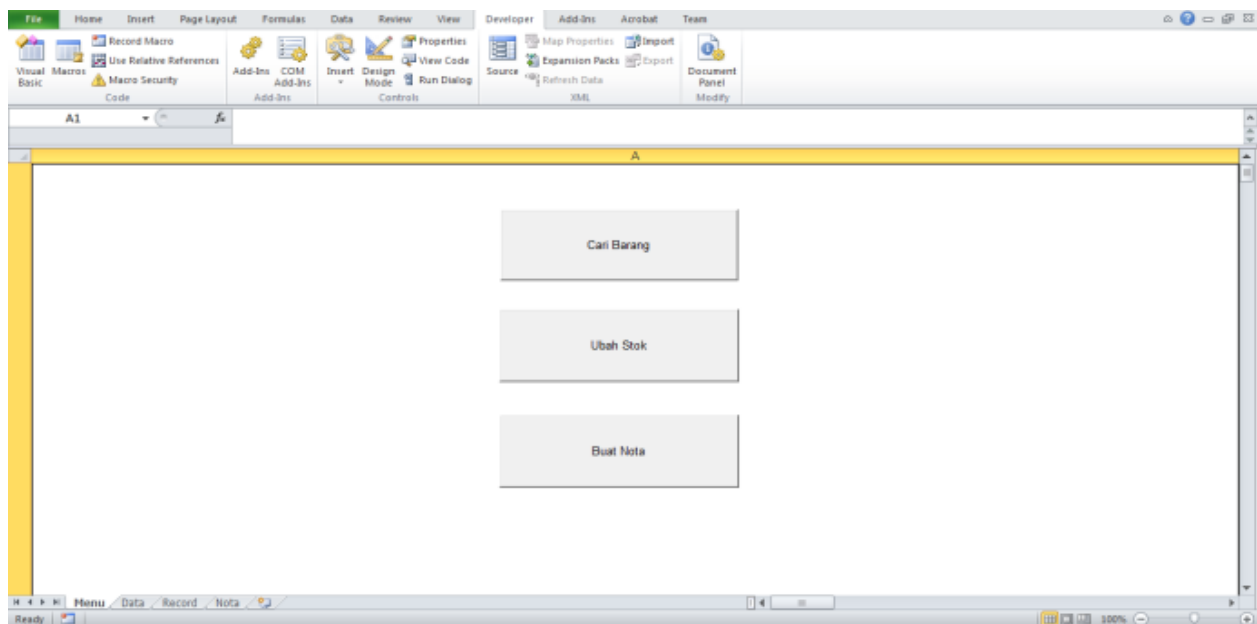 File Home Insert Page Layout Formulas Data Review View Developer Add-Ins Acrobat Team
Visual Basic
Macros
Record Macro
Use Relative References
Macro Security
Code
Add-Ins
COM Add-Ins
Add-Ins
Insert
Design Mode
Properties
View Code
Run Dialog
Controls
Source
Map Properties
Expansion Packs
Refresh Data
Import
Export
XML
Document Panel
Modify
A1 fx
A
Cari Barang
Ubah Stok
Buat Nota
Menu Data Record Nota
Ready 100%